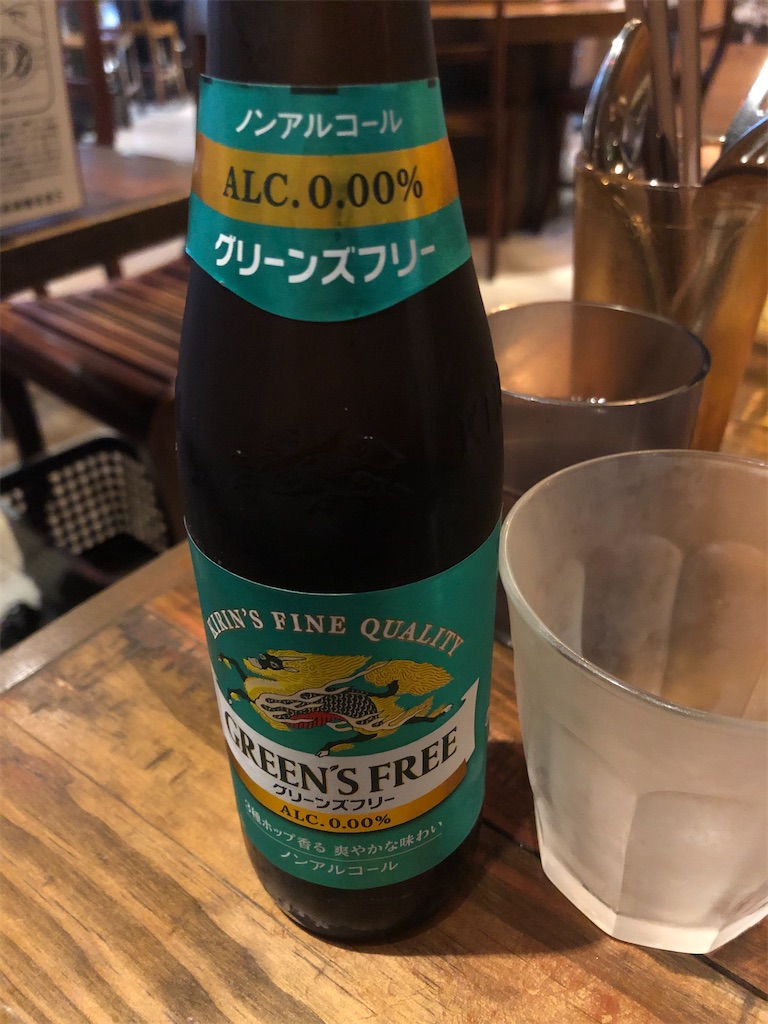 ノンアルコール
ALC. 0.00%
グリーンズフリー
KIRIN'S FINE QUALITY
GREEN'S FREE
グリーンズフリー
ALC. 0.00%
3種ホップ香る 爽やかな味わい
ノンアルコール